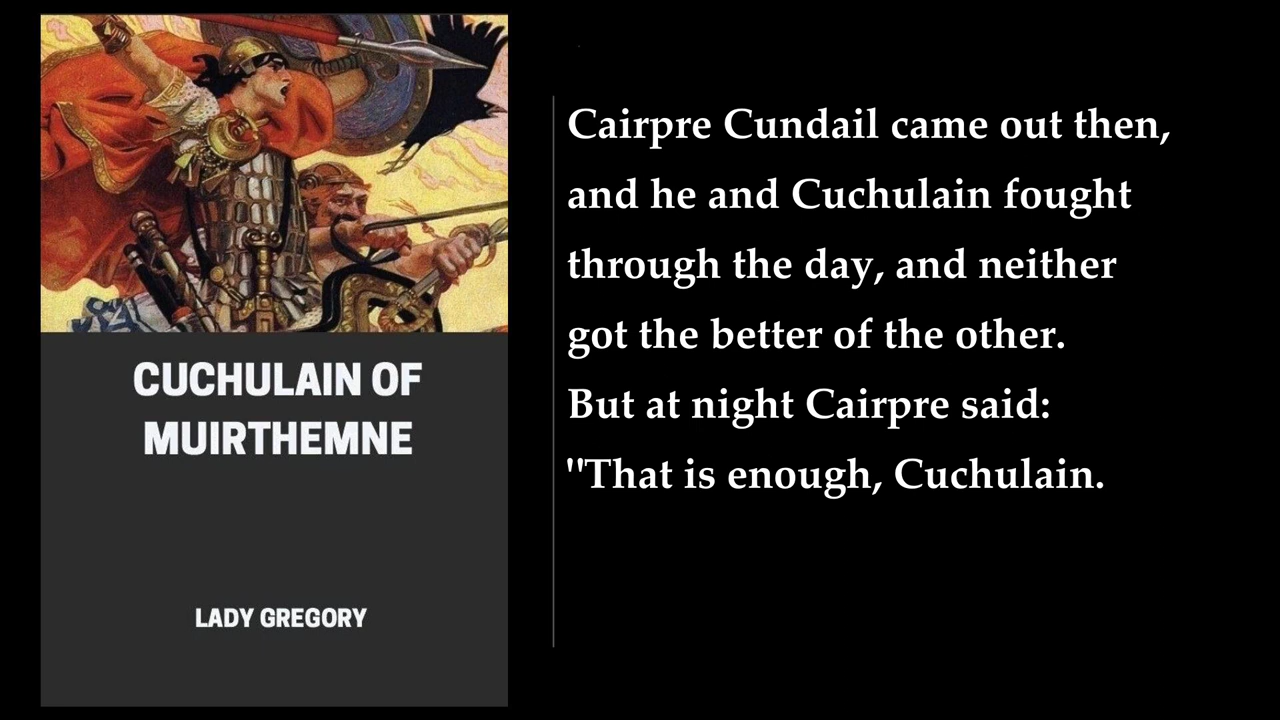 CUCHULAIN OF
MUIRTHEMNE
LADY GREGORY
Cairpre Cundail came out then,
and he and Cuchulain fought
through the day, and neither
got the better of the other.
But at night Cairpre said:
"That is enough, Cuchulain.